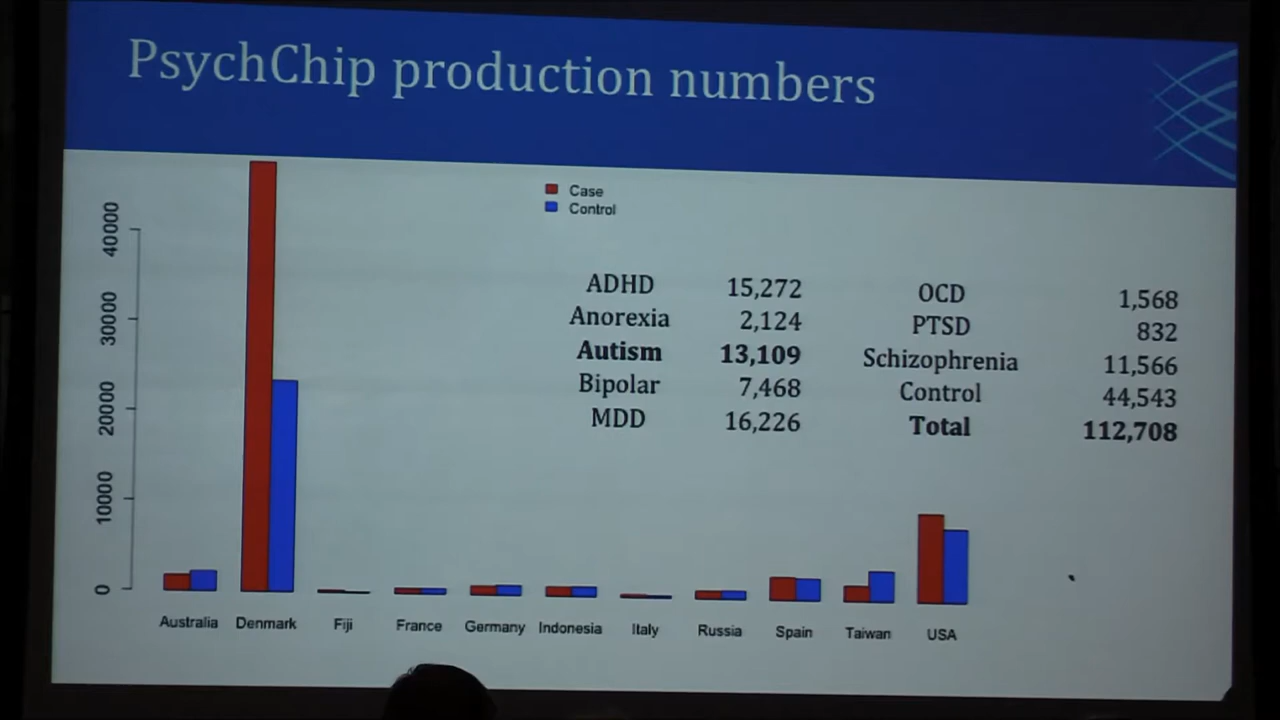 PsychChip production numbers
Case
Control
40000
30000
20000
10000
0
ADHD 15,272
Anorexia 2,124
Autism 13,109
Bipolar 7,468
MDD 16,226
OCD 1,568
PTSD 832
Schizophrenia 11,566
Control 44,543
Total 112,708
Australia Denmark Fiji France Germany Indonesia Italy Russia Spain Taiwan USA